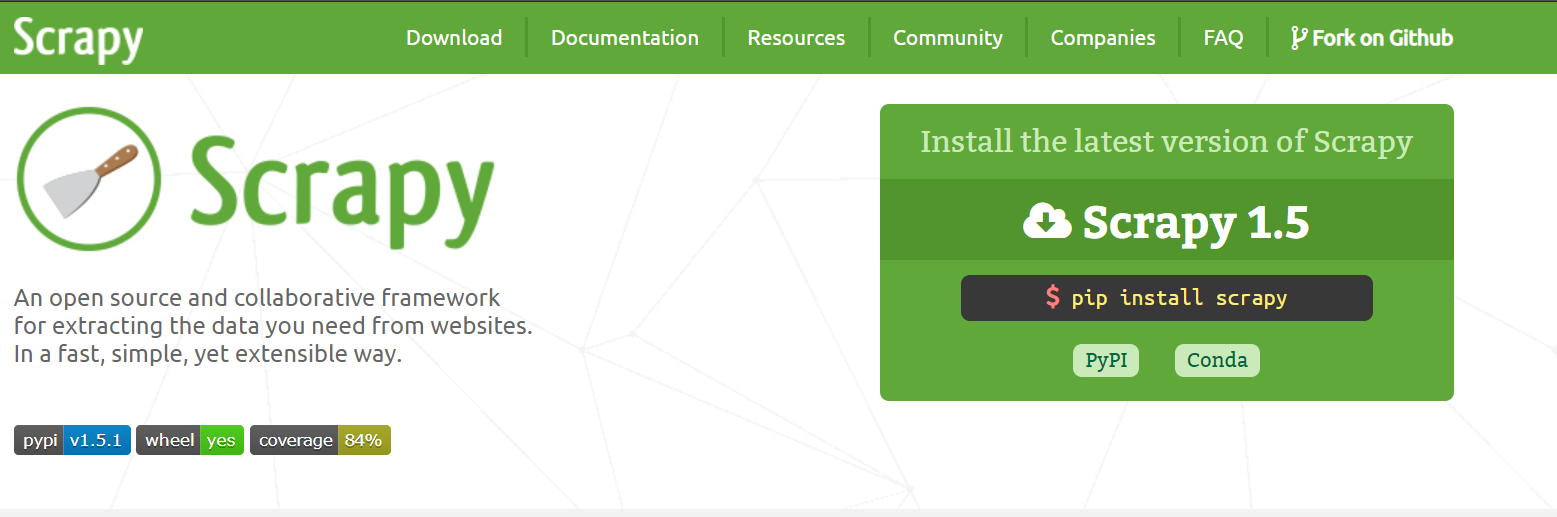 Scrapy
Download
Documentation
Resources
Community
Companies
FAQ
Fork on Github
Scrapy
An open source and collaborative framework
for extracting the data you need from websites.
In a fast, simple, yet extensible way.
pypi v1.5.1
wheel yes
coverage 84%
Install the latest version of Scrapy
Scrapy 1.5
$ pip install scrapy
PyPI
Conda